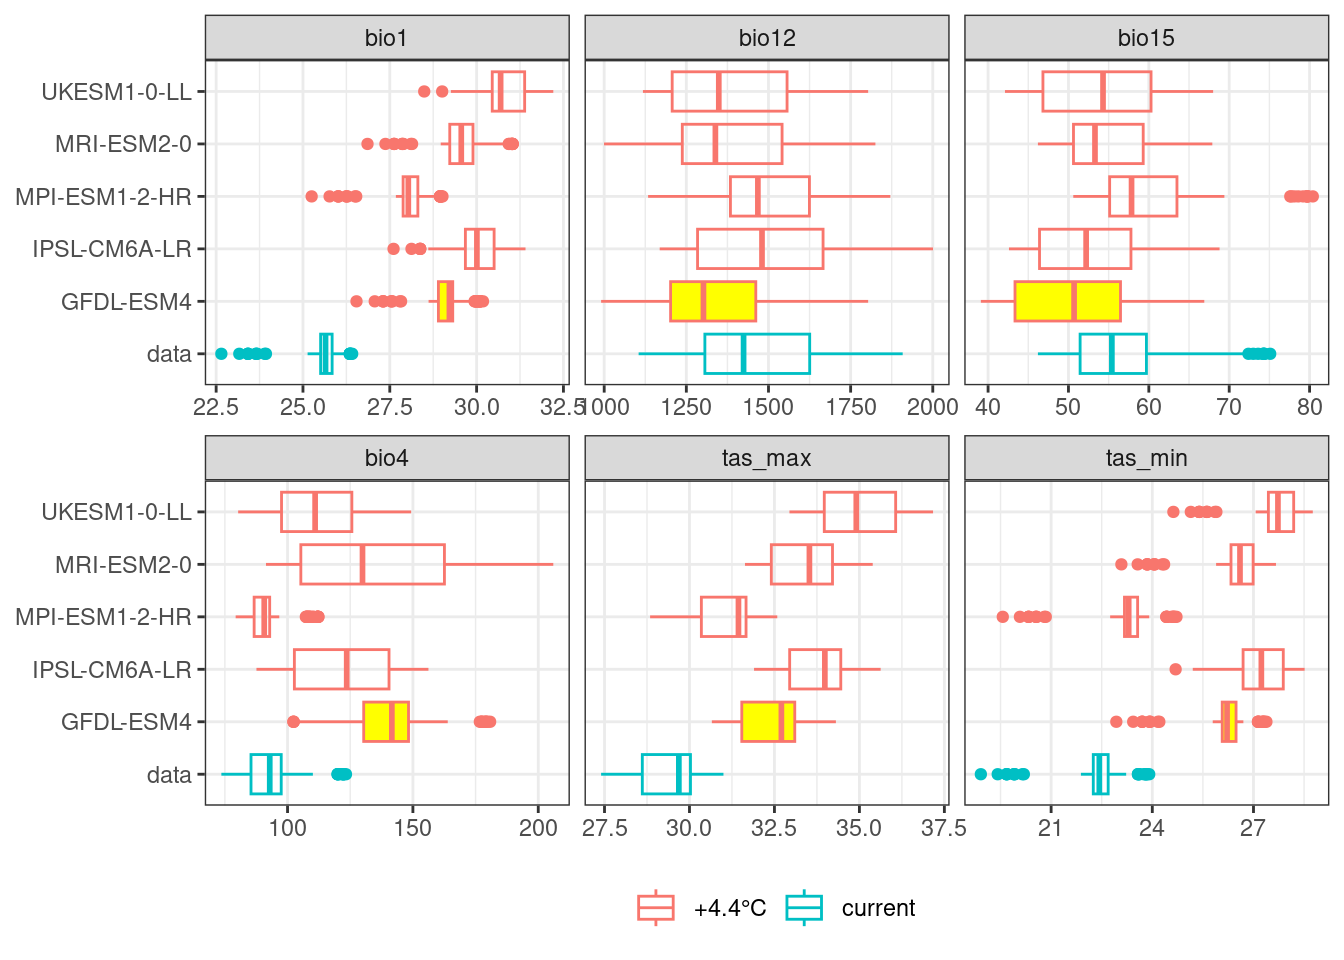 bio1 bio12 bio15
UKESM1-0-LL
MRI-ESM2-0
MPI-ESM1-2-HR
IPSL-CM6A-LR
GFDL-ESM4
data
22.5 25.0 27.5 30.0 32.5 1000 1250 1500 1750 2000 40 50 60 70 80
bio4 tas_max tas_min
UKESM1-0-LL
MRI-ESM2-0
MPI-ESM1-2-HR
IPSL-CM6A-LR
GFDL-ESM4
data
100 150 200 27.5 30.0 32.5 35.0 37.5 21 24 27
+4.4°C current